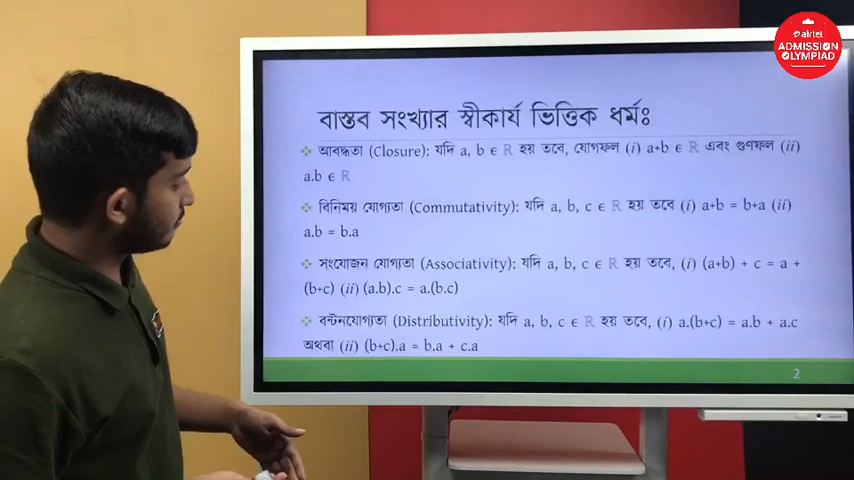 airtel
ADMISSION
OLYMPIAD
বাস্তব সংখ্যার স্বীকার্য ভিত্তিক ধর্মঃ
আবদ্ধতা (Closure): যদি a, b ∈ ℝ হয় তবে, যোগফল (i) a+b ∈ ℝ এবং গুণফল (ii)
a.b ∈ ℝ
বিনিময় যোগ্যতা (Commutativity): যদি a, b, c ∈ ℝ হয় তবে (i) a+b = b+a (ii)
a.b = b.a
সংযোজন যোগ্যতা (Associativity): যদি a, b, c ∈ ℝ হয় তবে, (i) (a+b) + c = a +
(b+c) (ii) (a.b).c = a.(b.c)
বন্টনযোগ্যতা (Distributivity): যদি a, b, c ∈ ℝ হয় তবে, (i) a.(b+c) = a.b + a.c
অথবা (ii) (b+c).a = b.a + c.a
2